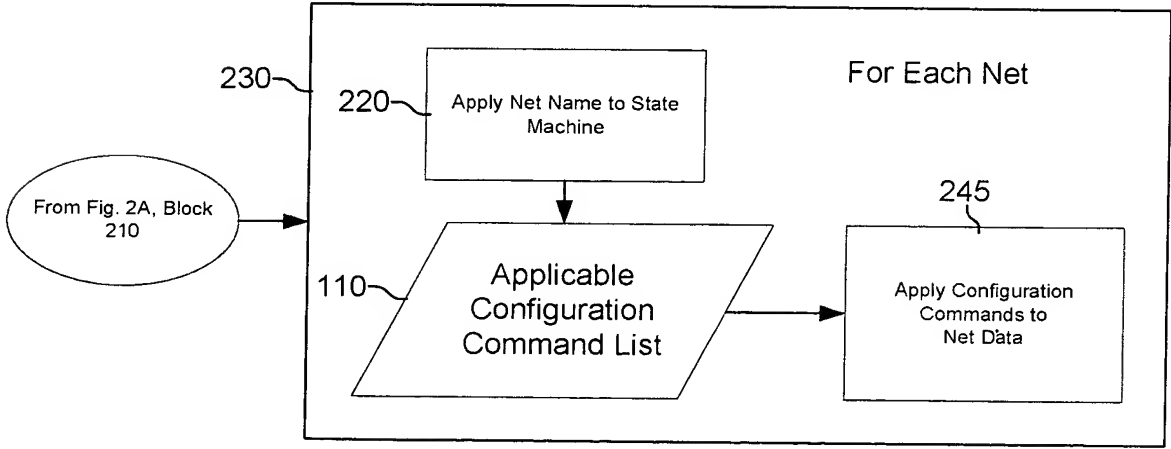 230
For Each Net
220
Apply Net Name to State
Machine
From Fig. 2A, Block
210
245
110
Applicable
Configuration
Command List
Apply Configuration
Commands to
Net Data